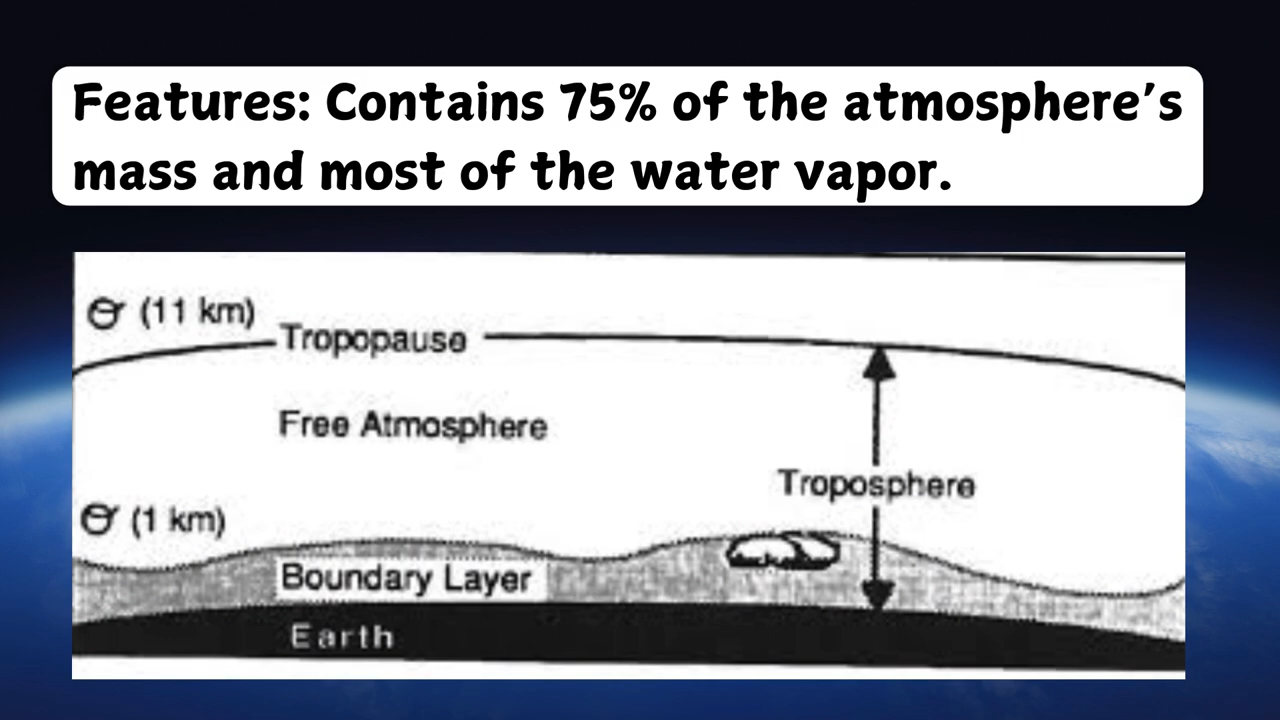 Features: Contains 75% of the atmosphere's
mass and most of the water vapor.
(11 km)
Tropopause
Free Atmosphere
Troposphere
(1 km)
Boundary Layer
Earth